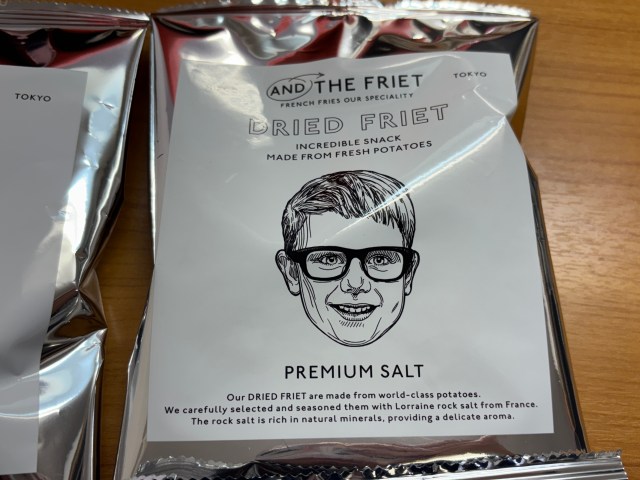 TOKYO
AND THE FRIET
TOKYO
FRENCH FRIES OUR SPECIALITY
DRIED FRIET
INCREDIBLE SNACK
MADE FROM FRESH POTATOES
PREMIUM SALT
Our DRIED FRIET are made from world-class potatoes.
We carefully selected and seasoned them with Lorraine rock salt from France.
The rock salt is rich in natural minerals, providing a delicate aroma.